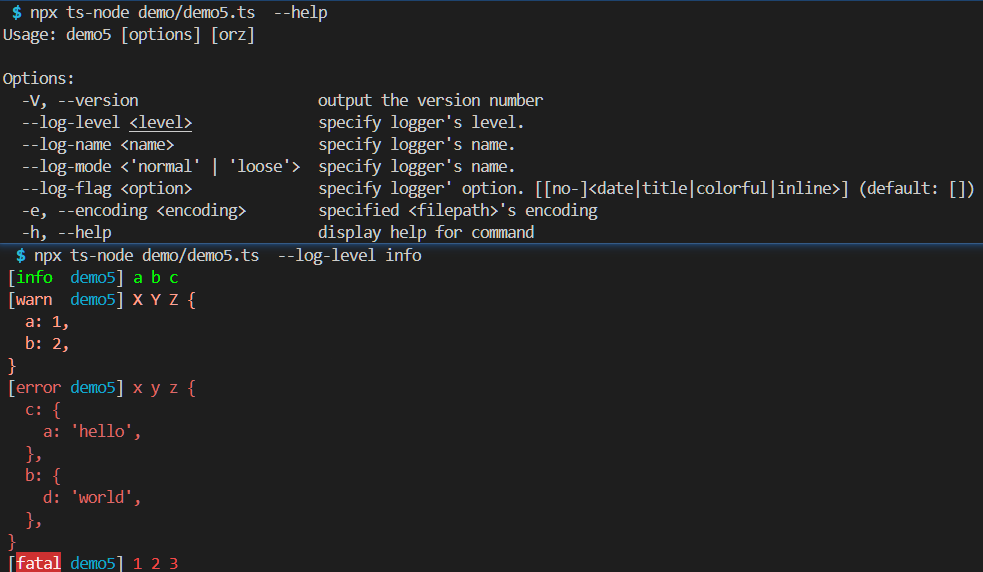 $ npx ts-node demo/demo5.ts  --help
Usage: demo5 [options] [orz]

Options:
  -V, --version                    output the version number
  --log-level <level>              specify logger's level.
  --log-name <name>                specify logger's name.
  --log-mode <'normal' | 'loose'>  specify logger's name.
  --log-flag <option>              specify logger' option. [[no-]<date|title|colorful|inline>] (default: [])
  -e, --encoding <encoding>        specified <filepath>'s encoding
  -h, --help                       display help for command
$ npx ts-node demo/demo5.ts  --log-level info
[info  demo5] a b c
[warn  demo5] X Y Z {
  a: 1,
  b: 2,
}
[error demo5] x y z {
  c: {
    a: 'hello',
  },
  b: {
    d: 'world',
  },
}
[fatal demo5] 1 2 3